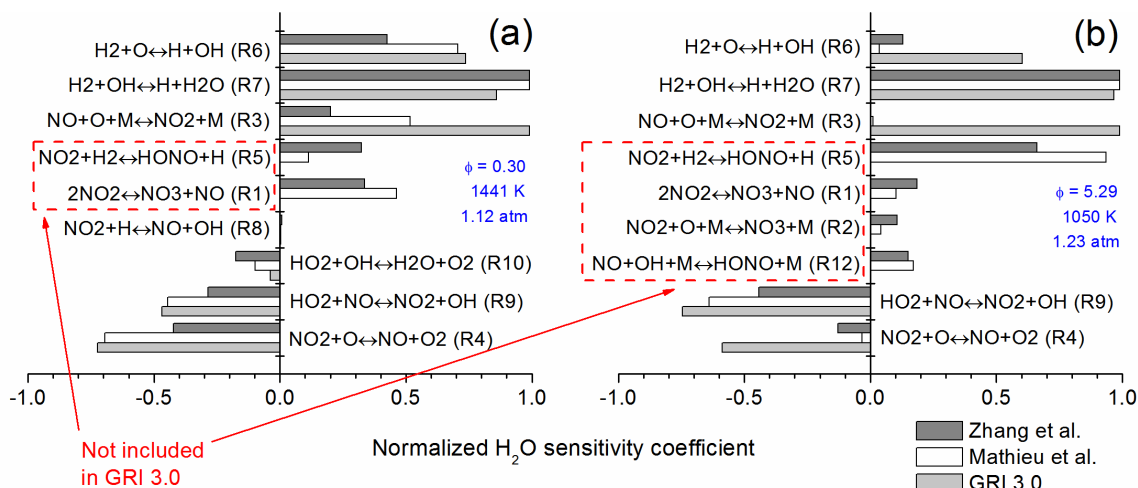 (a)
H2+O↔H+OH (R6)
H2+OH↔H+H2O (R7)
NO+O+M↔NO2+M (R3)
NO2+H2↔HONO+H (R5)
2NO2↔NO3+NO (R1)
NO2+H↔NO+OH (R8)
HO2+OH↔H2O+O2 (R10)
HO2+NO↔NO2+OH (R9)
NO2+O↔NO+O2 (R4)
ϕ = 0.30
1441 K
1.12 atm
-1.0 -0.5 0.0 0.5 1.0
(b)
H2+O↔H+OH (R6)
H2+OH↔H+H2O (R7)
NO+O+M↔NO2+M (R3)
NO2+H2↔HONO+H (R5)
2NO2↔NO3+NO (R1)
NO2+O+M↔NO3+M (R2)
NO+OH+M↔HONO+M (R12)
HO2+NO↔NO2+OH (R9)
NO2+O↔NO+O2 (R4)
ϕ = 5.29
1050 K
1.23 atm
-1.0 -0.5 0.0 0.5 1.0
Not included
in GRI 3.0
Normalized H₂O sensitivity coefficient
Zhang et al.
Mathieu et al.
GRI 3.0